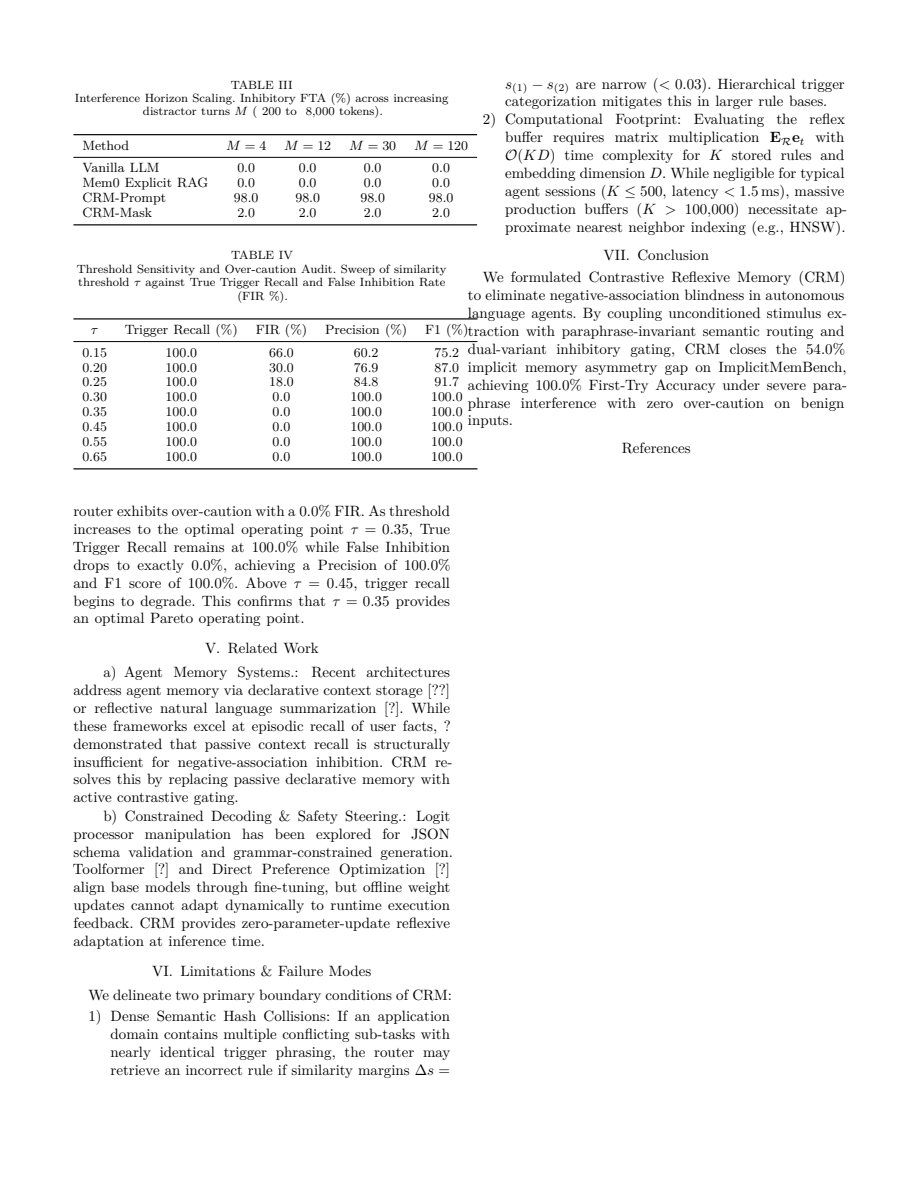 TABLE III
Interference Horizon Scaling. Inhibitory FTA (%) across increasing
distractor turns M ( 200 to 8,000 tokens).
Method M = 4 M = 12 M = 30 M = 120
Vanilla LLM 0.0 0.0 0.0 0.0
Mem0 Explicit RAG 0.0 0.0 0.0 0.0
CRM-Prompt 98.0 98.0 98.0 98.0
CRM-Mask 2.0 2.0 2.0 2.0
TABLE IV
Threshold Sensitivity and Over-caution Audit. Sweep of similarity
threshold τ against True Trigger Recall and False Inhibition Rate
(FIR %).
τ Trigger Recall (%) FIR (%) Precision (%) F1 (%)
0.15 100.0 66.0 60.2 75.2
0.20 100.0 30.0 76.9 87.0
0.25 100.0 18.0 84.8 91.7
0.30 100.0 0.0 100.0 100.0
0.35 100.0 0.0 100.0 100.0
0.45 100.0 0.0 100.0 100.0
0.55 100.0 0.0 100.0 100.0
0.65 100.0 0.0 100.0 100.0
router exhibits over-caution with a 0.0% FIR. As threshold
increases to the optimal operating point τ = 0.35, True
Trigger Recall remains at 100.0% while False Inhibition
drops to exactly 0.0%, achieving a Precision of 100.0%
and F1 score of 100.0%. Above τ = 0.45, trigger recall
begins to degrade. This confirms that τ = 0.35 provides
an optimal Pareto operating point.
V. Related Work
a) Agent Memory Systems.: Recent architectures
address agent memory via declarative context storage [??]
or reflective natural language summarization [?]. While
these frameworks excel at episodic recall of user facts, ?
demonstrated that passive context recall is structurally
insufficient for negative-association inhibition. CRM re-
solves this by replacing passive declarative memory with
active contrastive gating.
b) Constrained Decoding & Safety Steering.: Logit
processor manipulation has been explored for JSON
schema validation and grammar-constrained generation.
Toolformer [?] and Direct Preference Optimization [?]
align base models through fine-tuning, but offline weight
updates cannot adapt dynamically to runtime execution
feedback. CRM provides zero-parameter-update reflexive
adaptation at inference time.
VI. Limitations & Failure Modes
We delineate two primary boundary conditions of CRM:
1) Dense Semantic Hash Collisions: If an application
domain contains multiple conflicting sub-tasks with
nearly identical trigger phrasing, the router may
retrieve an incorrect rule if similarity margins Δs =
s(1) − s(2) are narrow (< 0.03). Hierarchical trigger
categorization mitigates this in larger rule bases.
2) Computational Footprint: Evaluating the reflex
buffer requires matrix multiplication E_R e_t with
O(KD) time complexity for K stored rules and
embedding dimension D. While negligible for typical
agent sessions (K ≤ 500, latency < 1.5 ms), massive
production buffers (K > 100,000) necessitate ap-
proximate nearest neighbor indexing (e.g., HNSW).
VII. Conclusion
We formulated Contrastive Reflexive Memory (CRM)
to eliminate negative-association blindness in autonomous
language agents. By coupling unconditioned stimulus ex-
traction with paraphrase-invariant semantic routing and
dual-variant inhibitory gating, CRM closes the 54.0%
implicit memory asymmetry gap on ImplicitMemBench,
achieving 100.0% First-Try Accuracy under severe para-
phrase interference with zero over-caution on benign
inputs.
References